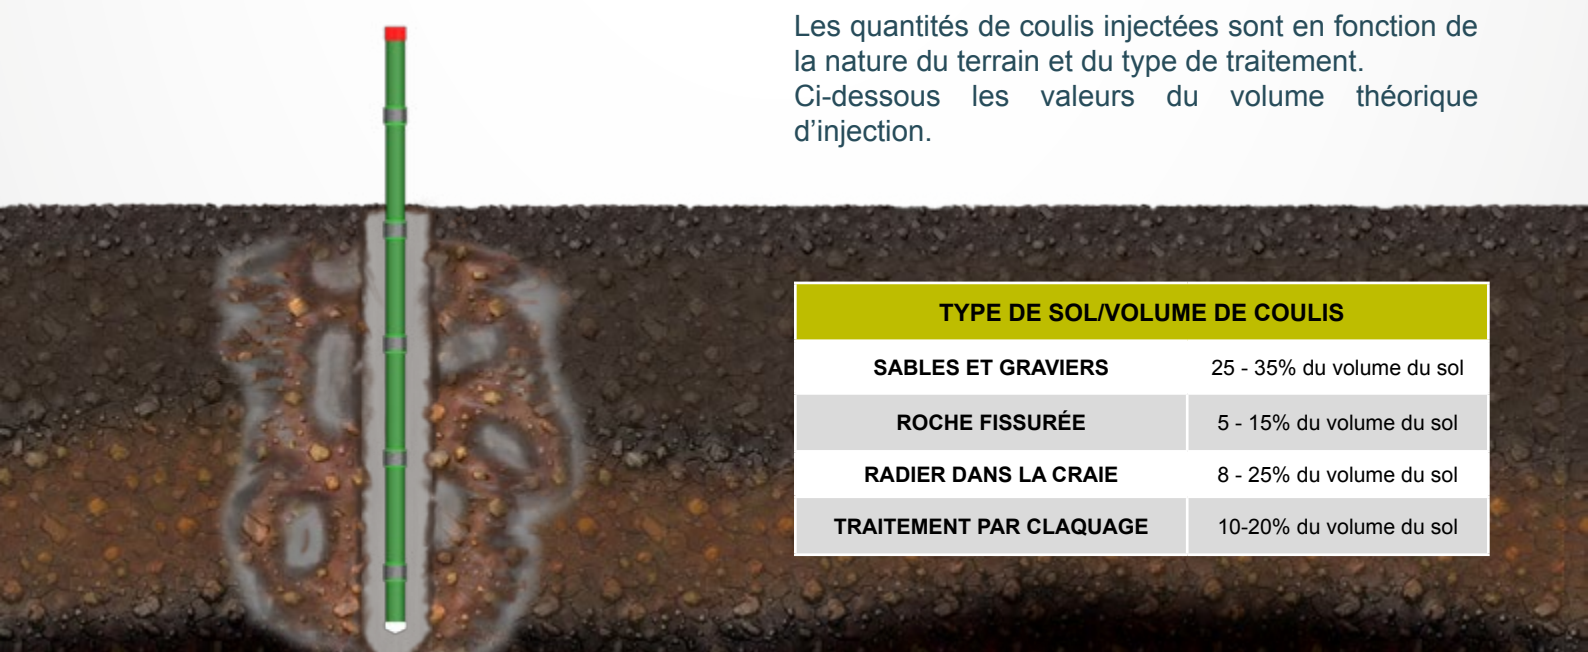 Les quantités de coulis injectées sont en fonction de
la nature du terrain et du type de traitement.
Ci-dessous les valeurs du volume théorique
d’injection.
TYPE DE SOL/VOLUME DE COULIS
SABLES ET GRAVIERS 25 - 35% du volume du sol
ROCHE FISSURÉE 5 - 15% du volume du sol
RADIER DANS LA CRAIE 8 - 25% du volume du sol
TRAITEMENT PAR CLAQUAGE 10-20% du volume du sol